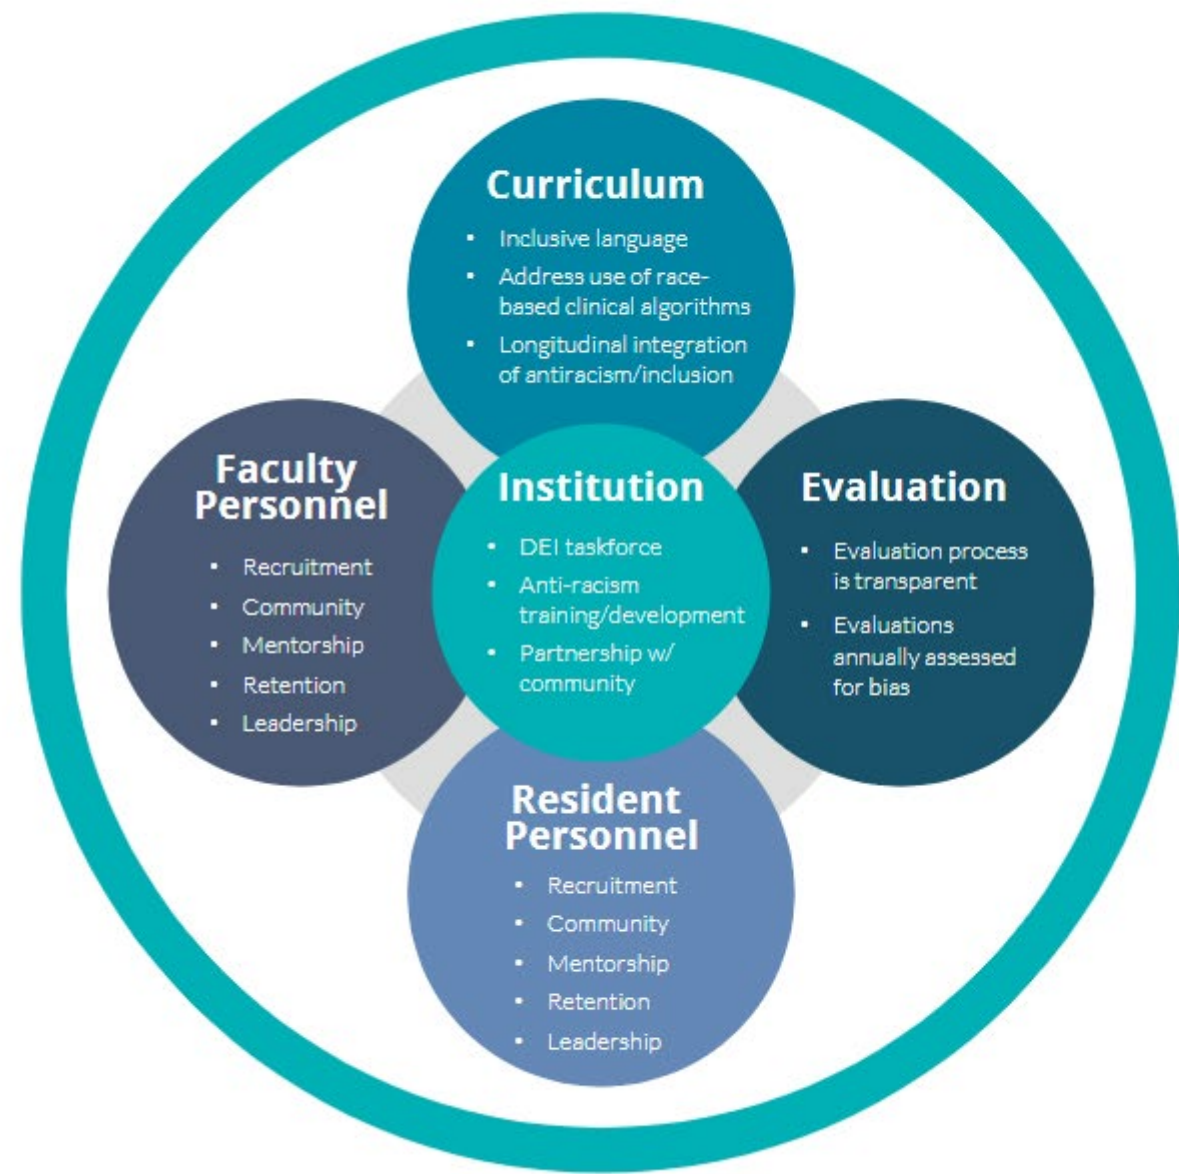 Curriculum
▪ Inclusive language
▪ Address use of race-
based clinical algorithms
▪ Longitudinal integration
of antiracism/inclusion
Faculty
Personnel
▪ Recruitment
▪ Community
▪ Mentorship
▪ Retention
▪ Leadership
Institution
• DEI taskforce
• Anti-racism
training/development
• Partnership w/
community
Evaluation
• Evaluation process
is transparent
• Evaluations
annually assessed
for bias
Resident
Personnel
• Recruitment
• Community
• Mentorship
• Retention
• Leadership